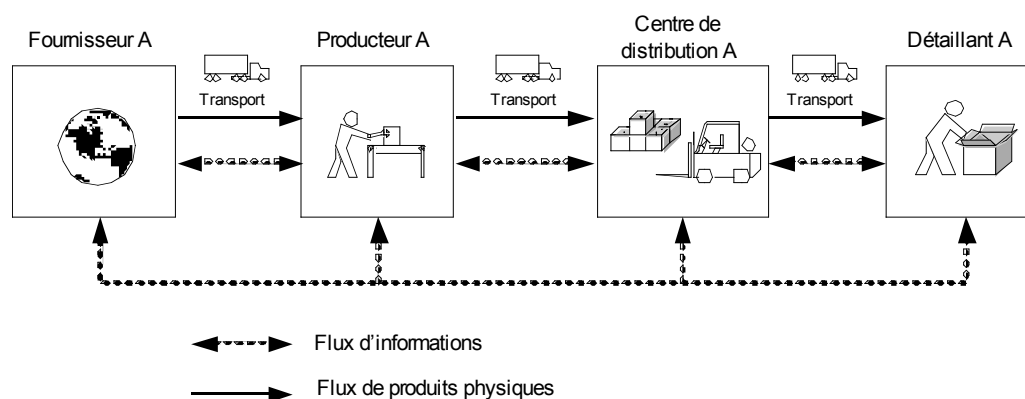 Fournisseur A
Producteur A
Centre de
distribution A
Détaillant A
Transport
Transport
Transport
Flux d’informations
Flux de produits physiques